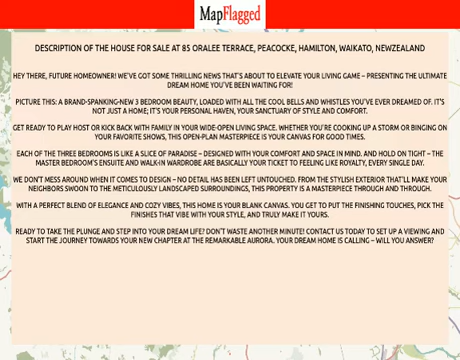 MapFlagged
DESCRIPTION OF THE HOUSE FOR SALE AT 85 ORALEE TERRACE, PEACOCKE, HAMILTON, WAIKATO, NEWZEALAND
HEY THERE, FUTURE HOMEOWNER! WE'VE GOT SOME THRILLING NEWS THAT'S ABOUT TO ELEVATE YOUR LIVING GAME – PRESENTING THE ULTIMATE
DREAM HOME YOU'VE BEEN WAITING FOR!
PICTURE THIS: A BRAND-SPANKING-NEW 3 BEDROOM BEAUTY, LOADED WITH ALL THE COOL BELLS AND WHISTLES YOU'VE EVER DREAMED OF. IT'S
NOT JUST A HOME; IT'S YOUR PERSONAL HAVEN, YOUR SANCTUARY OF STYLE AND COMFORT.
GET READY TO PLAY HOST OR KICK BACK WITH FAMILY IN YOUR WIDE-OPEN LIVING SPACE. WHETHER YOU'RE COOKING UP A STORM OR BINGING ON
YOUR FAVORITE SHOWS, THIS OPEN-PLAN MASTERPIECE IS YOUR CANVAS FOR GOOD TIMES.
EACH OF THE THREE BEDROOMS IS LIKE A SLICE OF PARADISE – DESIGNED WITH YOUR COMFORT AND SPACE IN MIND. AND HOLD ON TIGHT – THE
MASTER BEDROOM'S ENSUITE AND WALK-IN WARDROBE ARE BASICALLY YOUR TICKET TO FEELING LIKE ROYALTY, EVERY SINGLE DAY.
WE DON'T MESS AROUND WHEN IT COMES TO DESIGN – NO DETAIL HAS BEEN LEFT UNTOUCHED. FROM THE STYLISH EXTERIOR THAT'LL MAKE YOUR
NEIGHBORS SWOON TO THE METICULOUSLY LANDSCAPED SURROUNDINGS, THIS PROPERTY IS A MASTERPIECE THROUGH AND THROUGH.
WITH A PERFECT BLEND OF ELEGANCE AND COZY VIBES, THIS HOME IS YOUR BLANK CANVAS. YOU GET TO PUT THE FINISHING TOUCHES, PICK THE
FINISHES THAT VIBE WITH YOUR STYLE, AND TRULY MAKE IT YOURS.
READY TO TAKE THE PLUNGE AND STEP INTO YOUR DREAM LIFE? DON'T WASTE ANOTHER MINUTE! CONTACT US TODAY TO SET UP A VIEWING AND
START THE JOURNEY TOWARDS YOUR NEW CHAPTER AT THE REMARKABLE AURORA. YOUR DREAM HOME IS CALLING – WILL YOU ANSWER?